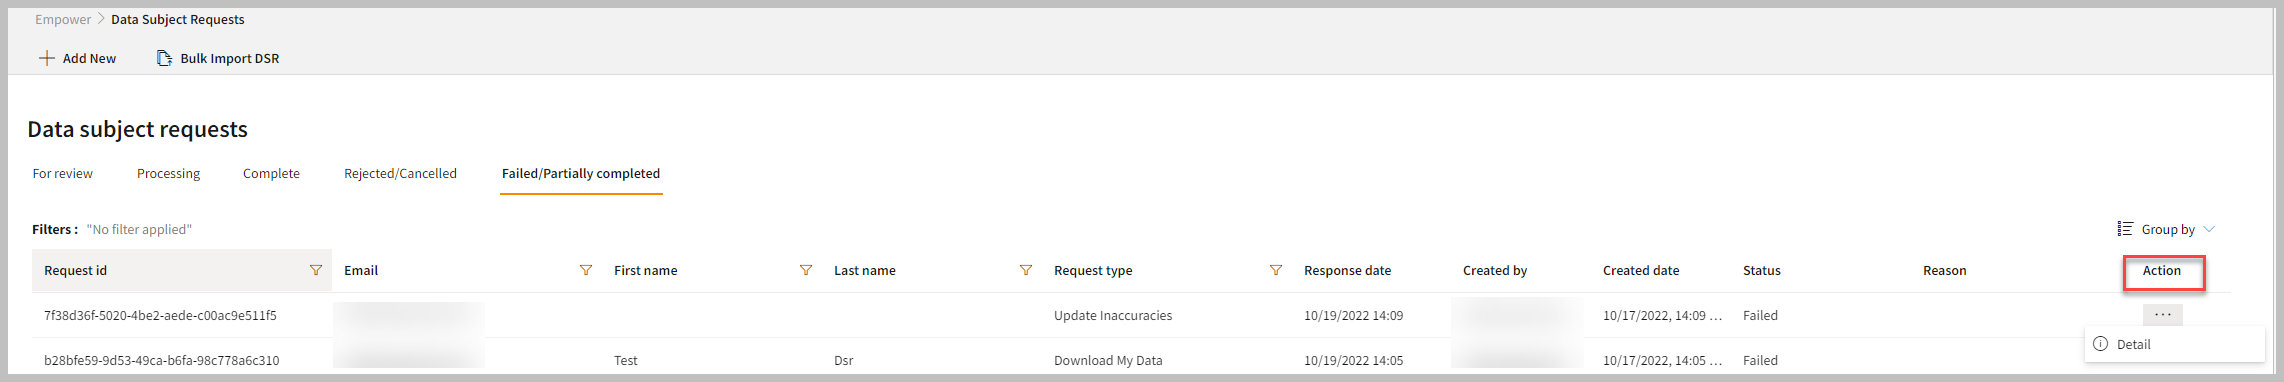 Empower > Data Subject Requests
Add New Bulk Import DSR
Data subject requests
For review Processing Complete Rejected/Cancelled Failed/Partially completed
Filters : "No filter applied" Group by
Request id Email First name Last name Request type Response date Created by Created date Status Reason Action
7f38d36f-5020-4be2-aede-c00ac9e511f5 Update Inaccuracies 10/19/2022 14:09 10/17/2022, 14:09 ... Failed ...
Detail
b28bfe59-9d53-49ca-b6fa-98c778a6c310 Test Dsr Download My Data 10/19/2022 14:05 10/17/2022, 14:05 ... Failed